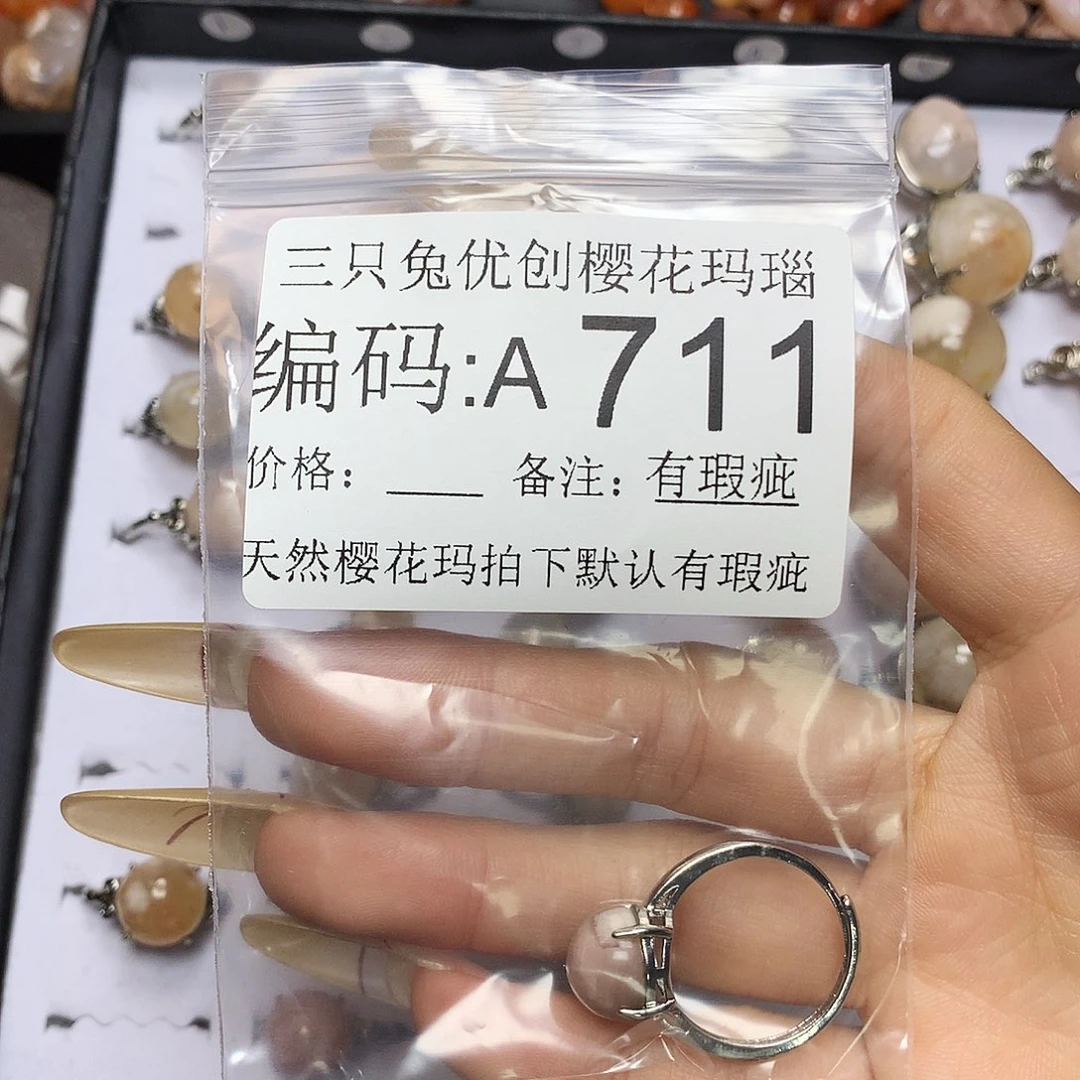 三只兔优创樱花玛瑙
编码:A 711
价格：___ 备注：有瑕疵
天然樱花玛拍下默认有瑕疵